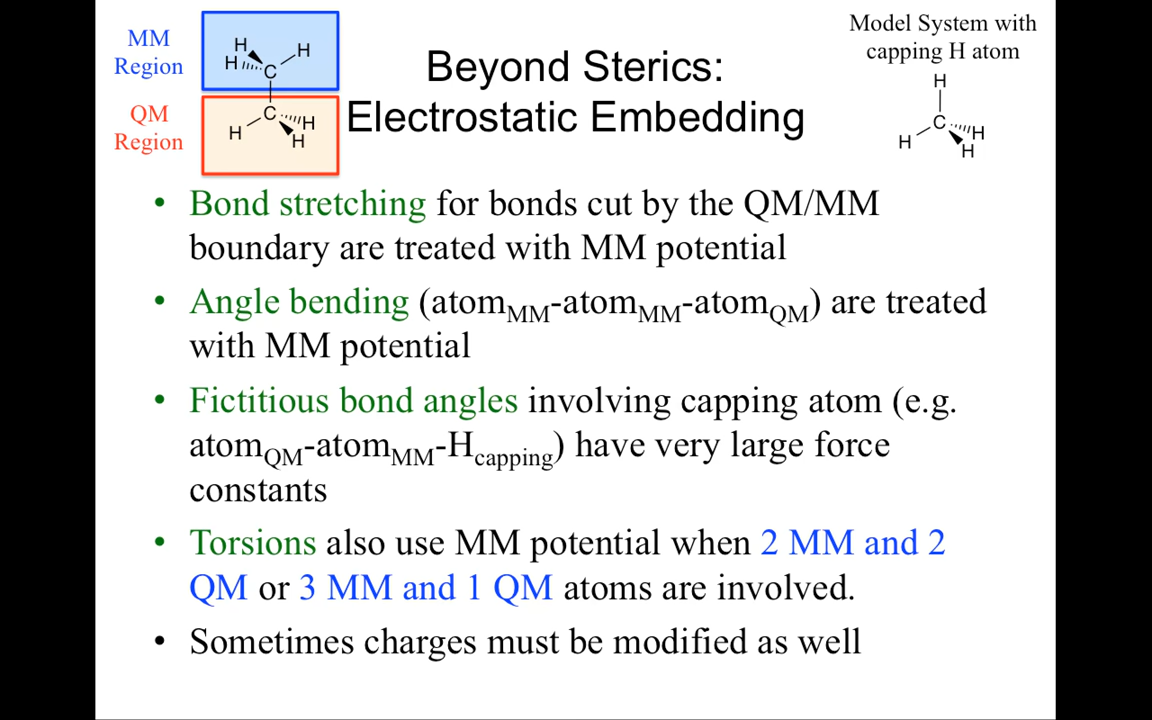 MM
Region
QM
Region
H
H
H
C
C
H
H
H
Beyond Sterics:
Electrostatic Embedding
Model System with
capping H atom
H
C
H
H
H
• Bond stretching for bonds cut by the QM/MM
boundary are treated with MM potential
• Angle bending (atomMM-atomMM-atomQM) are treated
with MM potential
• Fictitious bond angles involving capping atom (e.g.
atomQM-atomMM-Hcapping) have very large force
constants
• Torsions also use MM potential when 2 MM and 2
QM or 3 MM and 1 QM atoms are involved.
• Sometimes charges must be modified as well